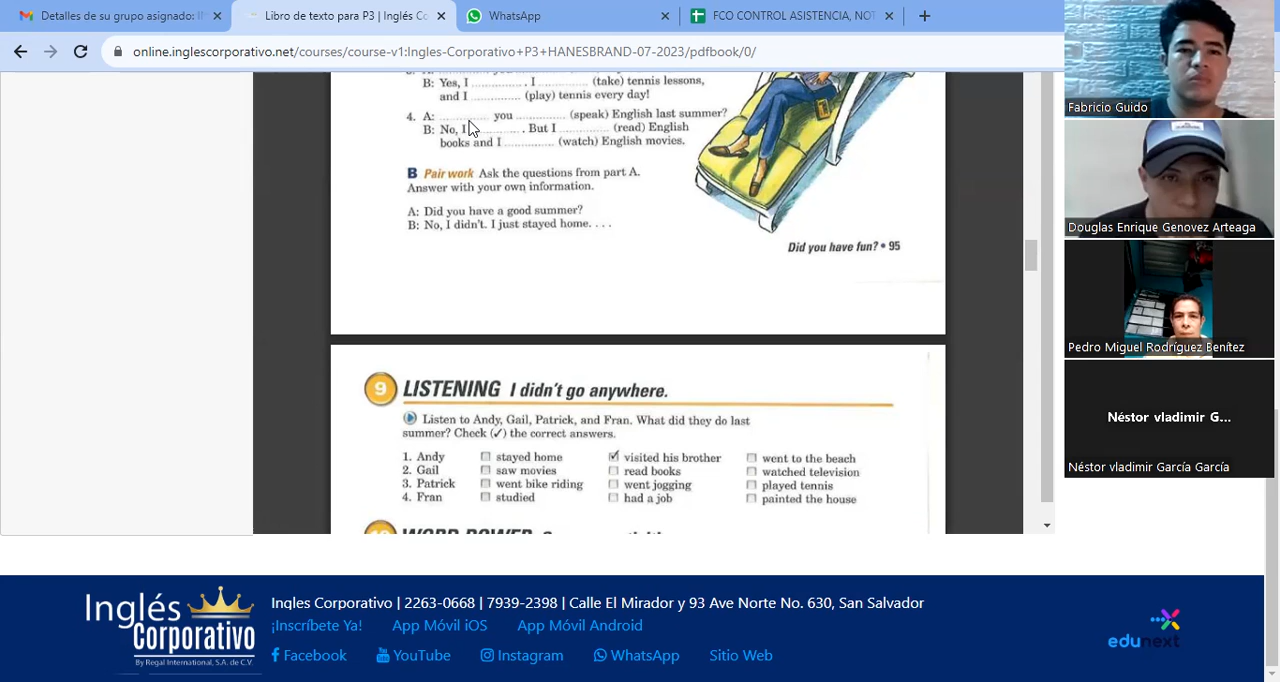 Detalles de su grupo asignado: I
Libro de texto para P3 | Inglés C
WhatsApp
FCO CONTROL ASISTENCIA, NOT
online.inglescorporativo.net/courses/course-v1:Ingles-Corporativo+P3+HANESBRAND-07-2023/pdfbook/0/
B: Yes, I ............ . I ............ (take) tennis lessons,
and I ............ (play) tennis every day!
4. A: ............ you ............ (speak) English last summer?
B: No, I ............ . But I ............ (read) English
books and I ............ (watch) English movies.
B Pair work Ask the questions from part A.
Answer with your own information.
A: Did you have a good summer?
B: No, I didn't. I just stayed home. . . .
Did you have fun? • 95
9 LISTENING I didn't go anywhere.
Listen to Andy, Gail, Patrick, and Fran. What did they do last
summer? Check (✓) the correct answers.
1. Andy stayed home ✓ visited his brother went to the beach
2. Gail saw movies read books watched television
3. Patrick went bike riding went jogging played tennis
4. Fran studied had a job painted the house
Fabricio Guido
Douglas Enrique Genovez Arteaga
Pedro Miguel Rodríguez Benítez
Néstor vladimir G...
Néstor vladimir García García
Inglés
Corporativo
By Regal International, S.A. de C.V.
Ingles Corporativo | 2263-0668 | 7939-2398 | Calle El Mirador y 93 Ave Norte No. 630, San Salvador
¡Inscríbete Ya! App Móvil iOS App Móvil Android
Facebook YouTube Instagram WhatsApp Sitio Web
edunext